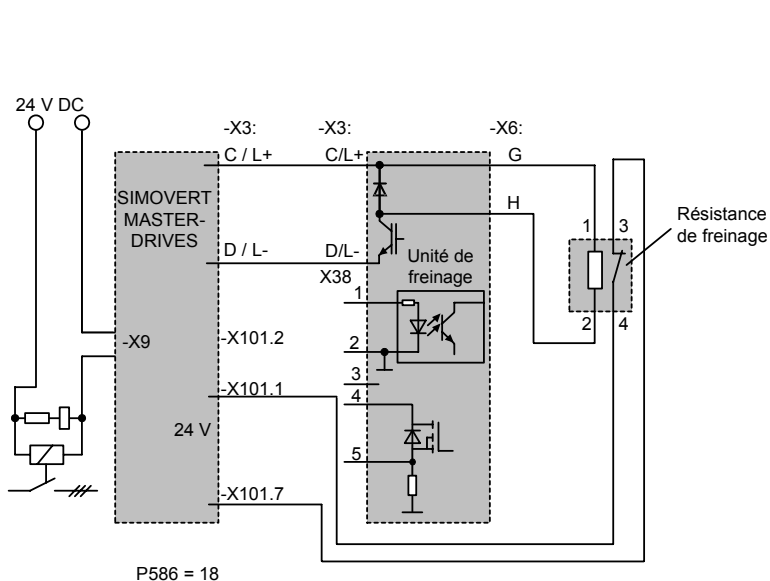 24 V DC
-X3:
-X3:
-X6:
C / L+
C/L+
G
SIMOVERT
MASTER-
DRIVES
H
1
3
Résistance
de freinage
D / L-
D/L-
Unité de
freinage
X38
1
2
4
-X9
-X101.2
2
3
-X101.1
4
24 V
5
-X101.7
P586 = 18